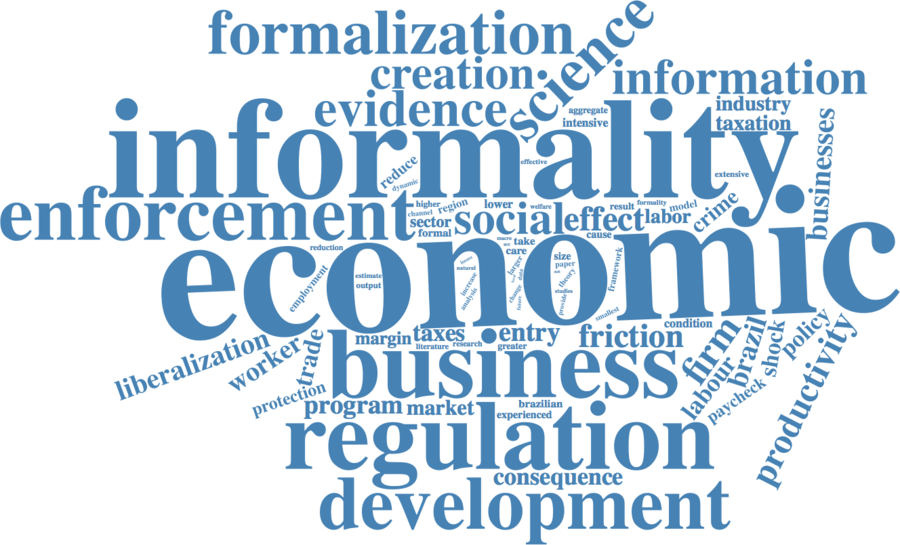 formalization
science
creation
information
evidence
aggregate
intensive
industry
taxation
businesses
informality
effective
reduce
dynamic
extensive
enforcement
higher
channel
region
lower
welfare
result
formality
model
crime
sector
formal
social
effect
labor
cause
macro
take
care
economic
reduction
employment
estimate
output
natural
increase
analysis
larger
change
size
paper
theory
studies
provide
framework
smallest
condition
liberalization
worker
trade
margin
taxes
entry
friction
literature
research
greater
firm
brazil
shock
policy
productivity
labour
paycheck
business
protection
program
market
brazilian
experienced
regulation
consequence
development